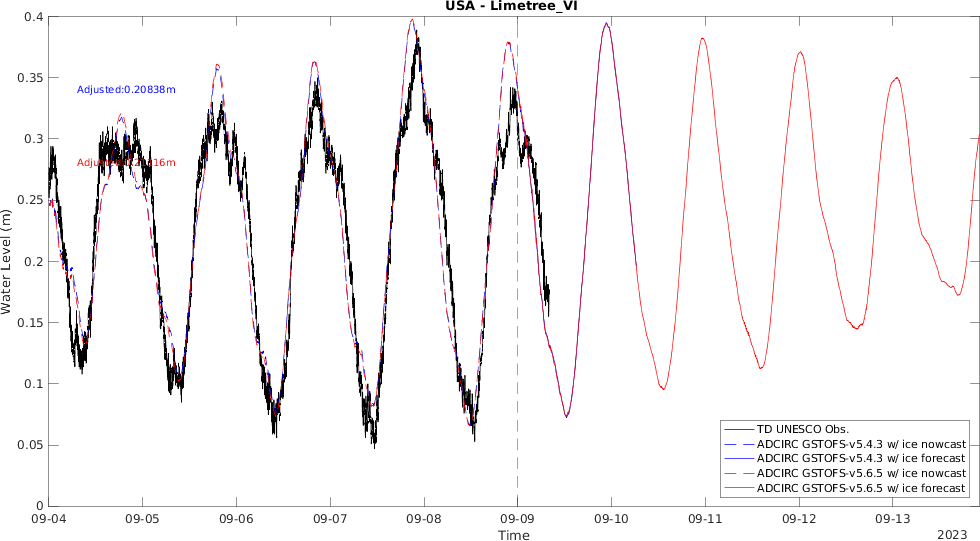 USA - Limetree_VI
0.4
0.35
0.3
0.25
0.2
0.15
0.1
0.05
0
Water Level (m)
Adjusted:0.20838m
09-04
09-05
09-06
09-07
09-08
09-09
09-10
09-11
09-12
09-13
Time
2023
TD UNESCO Obs.
ADCIRC GSTOFS-v5.4.3 w/ ice nowcast
ADCIRC GSTOFS-v5.4.3 w/ ice forecast
ADCIRC GSTOFS-v5.6.5 w/ ice nowcast
ADCIRC GSTOFS-v5.6.5 w/ ice forecast